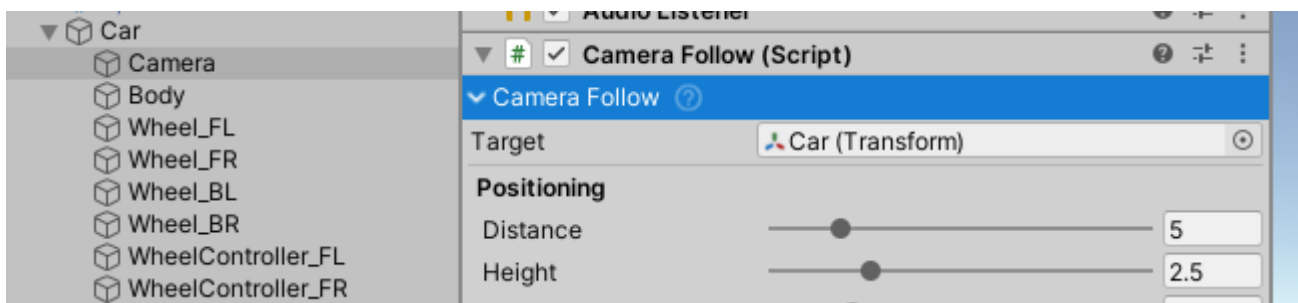 Car
Camera
Body
Wheel_FL
Wheel_FR
Wheel_BL
Wheel_BR
WheelController_FL
WheelController_FR
Audio Listener
# Camera Follow (Script)
Camera Follow ?
Target Car (Transform)
Positioning
Distance 5
Height 2.5